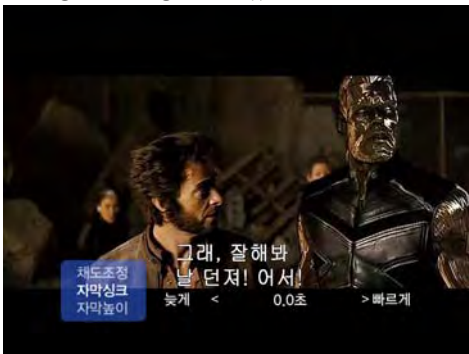 그래, 잘해봐
날 던져! 어서!
채도조정
자막싱크
자막높이
늦게 < 0.0초 >빠르게